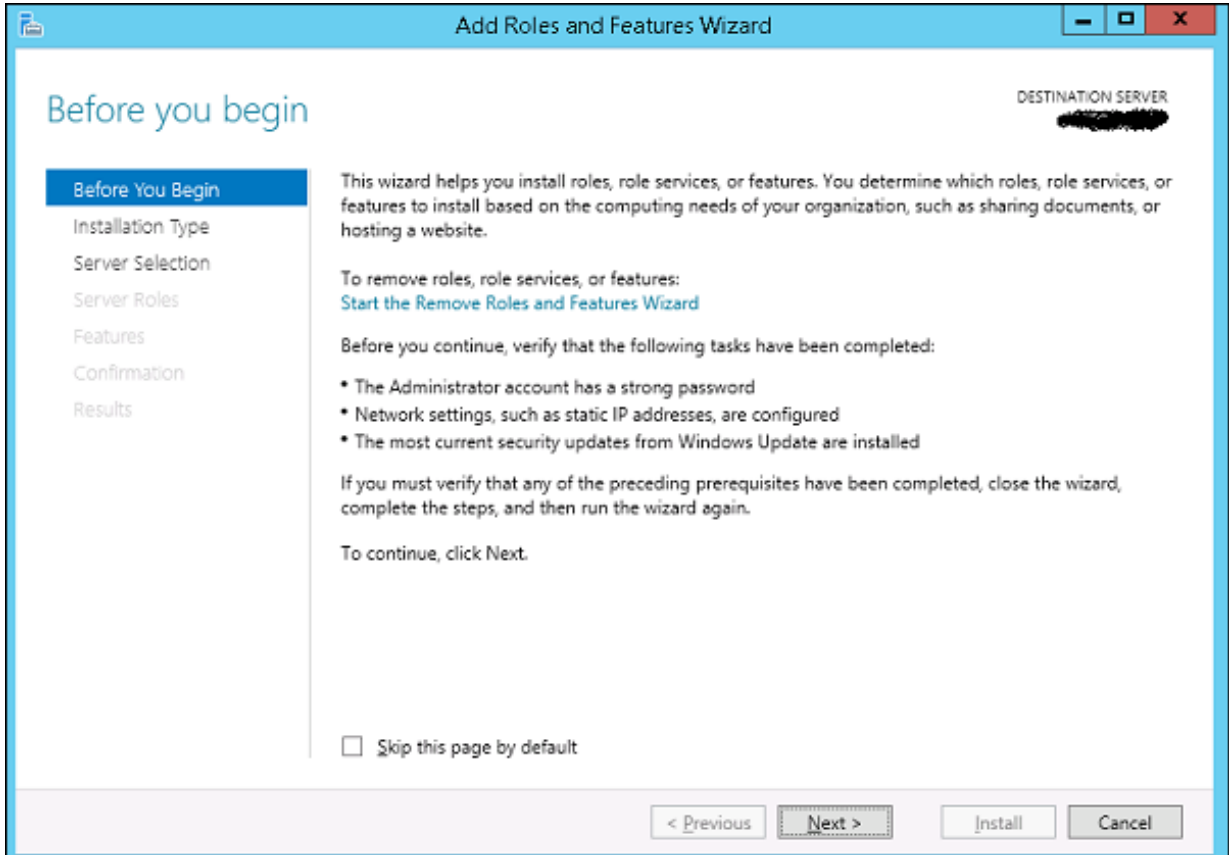 Add Roles and Features Wizard
Before you begin
DESTINATION SERVER
Before You Begin
Installation Type
Server Selection
Server Roles
Features
Confirmation
Results
This wizard helps you install roles, role services, or features. You determine which roles, role services, or
features to install based on the computing needs of your organization, such as sharing documents, or
hosting a website.
To remove roles, role services, or features:
Start the Remove Roles and Features Wizard
Before you continue, verify that the following tasks have been completed:
• The Administrator account has a strong password
• Network settings, such as static IP addresses, are configured
• The most current security updates from Windows Update are installed
If you must verify that any of the preceding prerequisites have been completed, close the wizard,
complete the steps, and then run the wizard again.
To continue, click Next.
Skip this page by default
< Previous
Next >
Install
Cancel